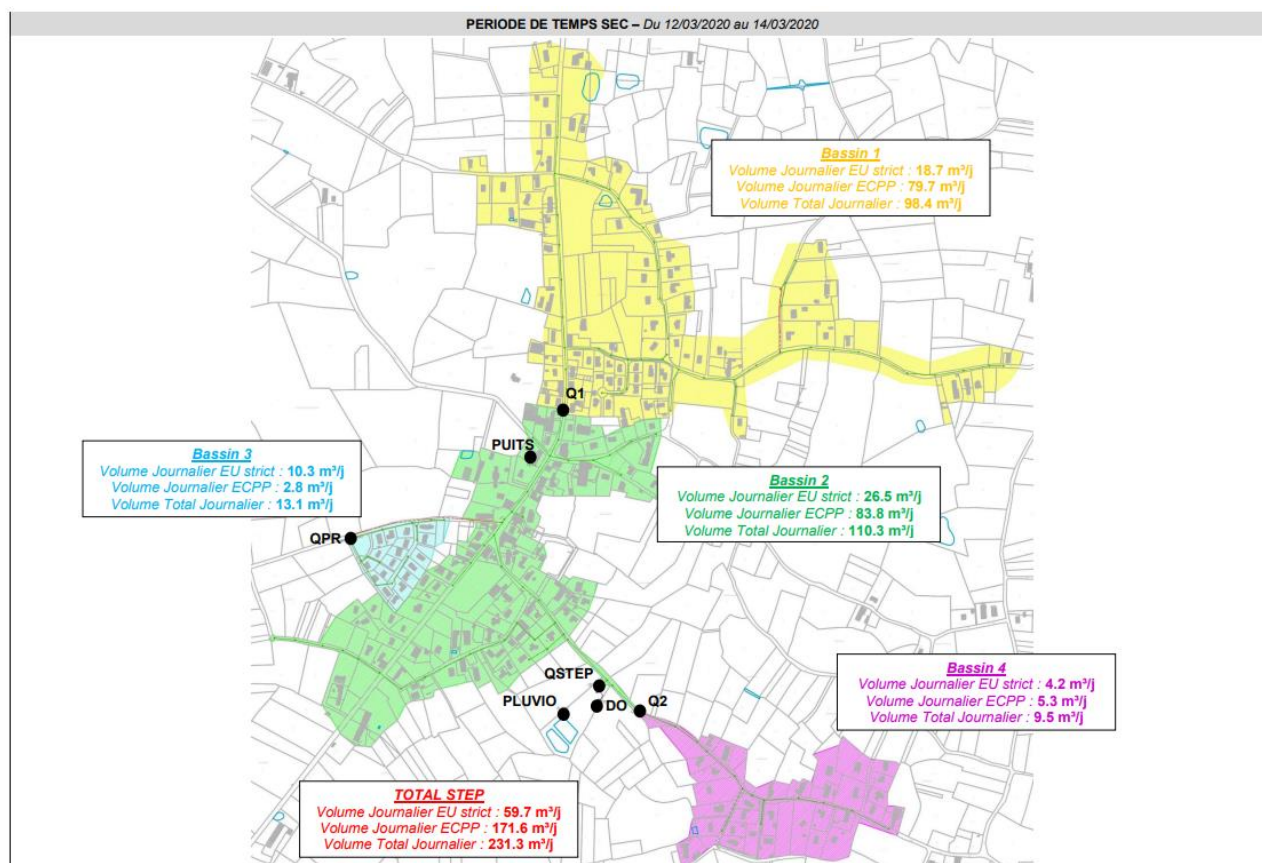 PERIODE DE TEMPS SEC – Du 12/03/2020 au 14/03/2020
Bassin 1
Volume Journalier EU strict : 18.7 m³/j
Volume Journalier ECPP : 79.7 m³/j
Volume Total Journalier : 98.4 m³/j
Q1
PUITS
Bassin 3
Volume Journalier EU strict : 10.3 m³/j
Volume Journalier ECPP : 2.8 m³/j
Volume Total Journalier : 13.1 m³/j
Bassin 2
Volume Journalier EU strict : 26.5 m³/j
Volume Journalier ECPP : 83.8 m³/j
Volume Total Journalier : 110.3 m³/j
QPR
QSTEP
PLUVIO
DO
Q2
Bassin 4
Volume Journalier EU strict : 4.2 m³/j
Volume Journalier ECPP : 5.3 m³/j
Volume Total Journalier : 9.5 m³/j
TOTAL STEP
Volume Journalier EU strict : 59.7 m³/j
Volume Journalier ECPP : 171.6 m³/j
Volume Total Journalier : 231.3 m³/j